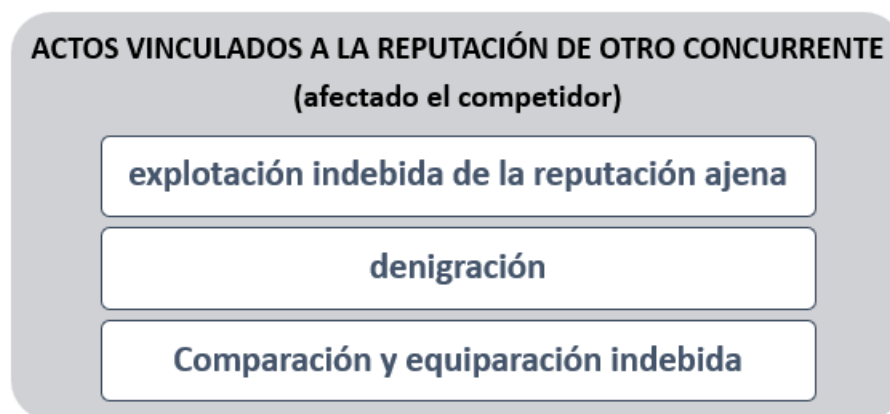 ACTOS VINCULADOS A LA REPUTACIÓN DE OTRO CONCURRENTE
(afectado el competidor)
explotación indebida de la reputación ajena
denigración
Comparación y equiparación indebida